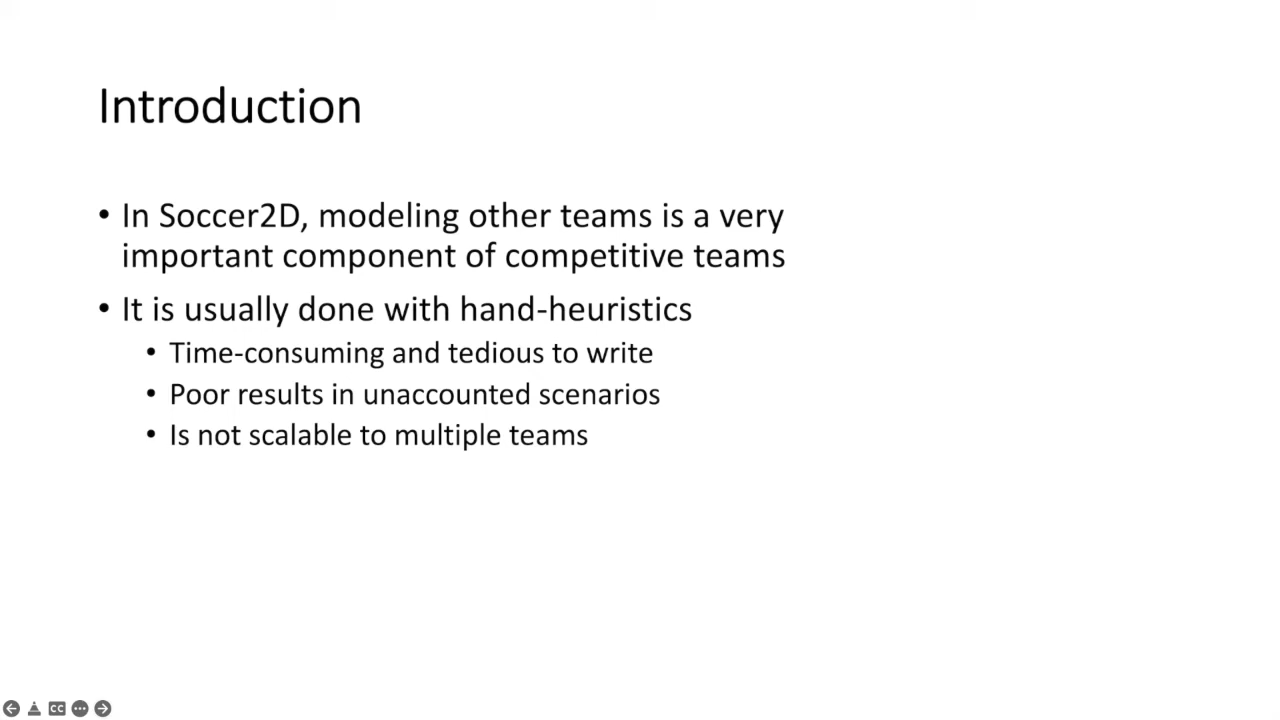 Introduction
• In Soccer2D, modeling other teams is a very
important component of competitive teams
• It is usually done with hand-heuristics
• Time-consuming and tedious to write
• Poor results in unaccounted scenarios
• Is not scalable to multiple teams
CC